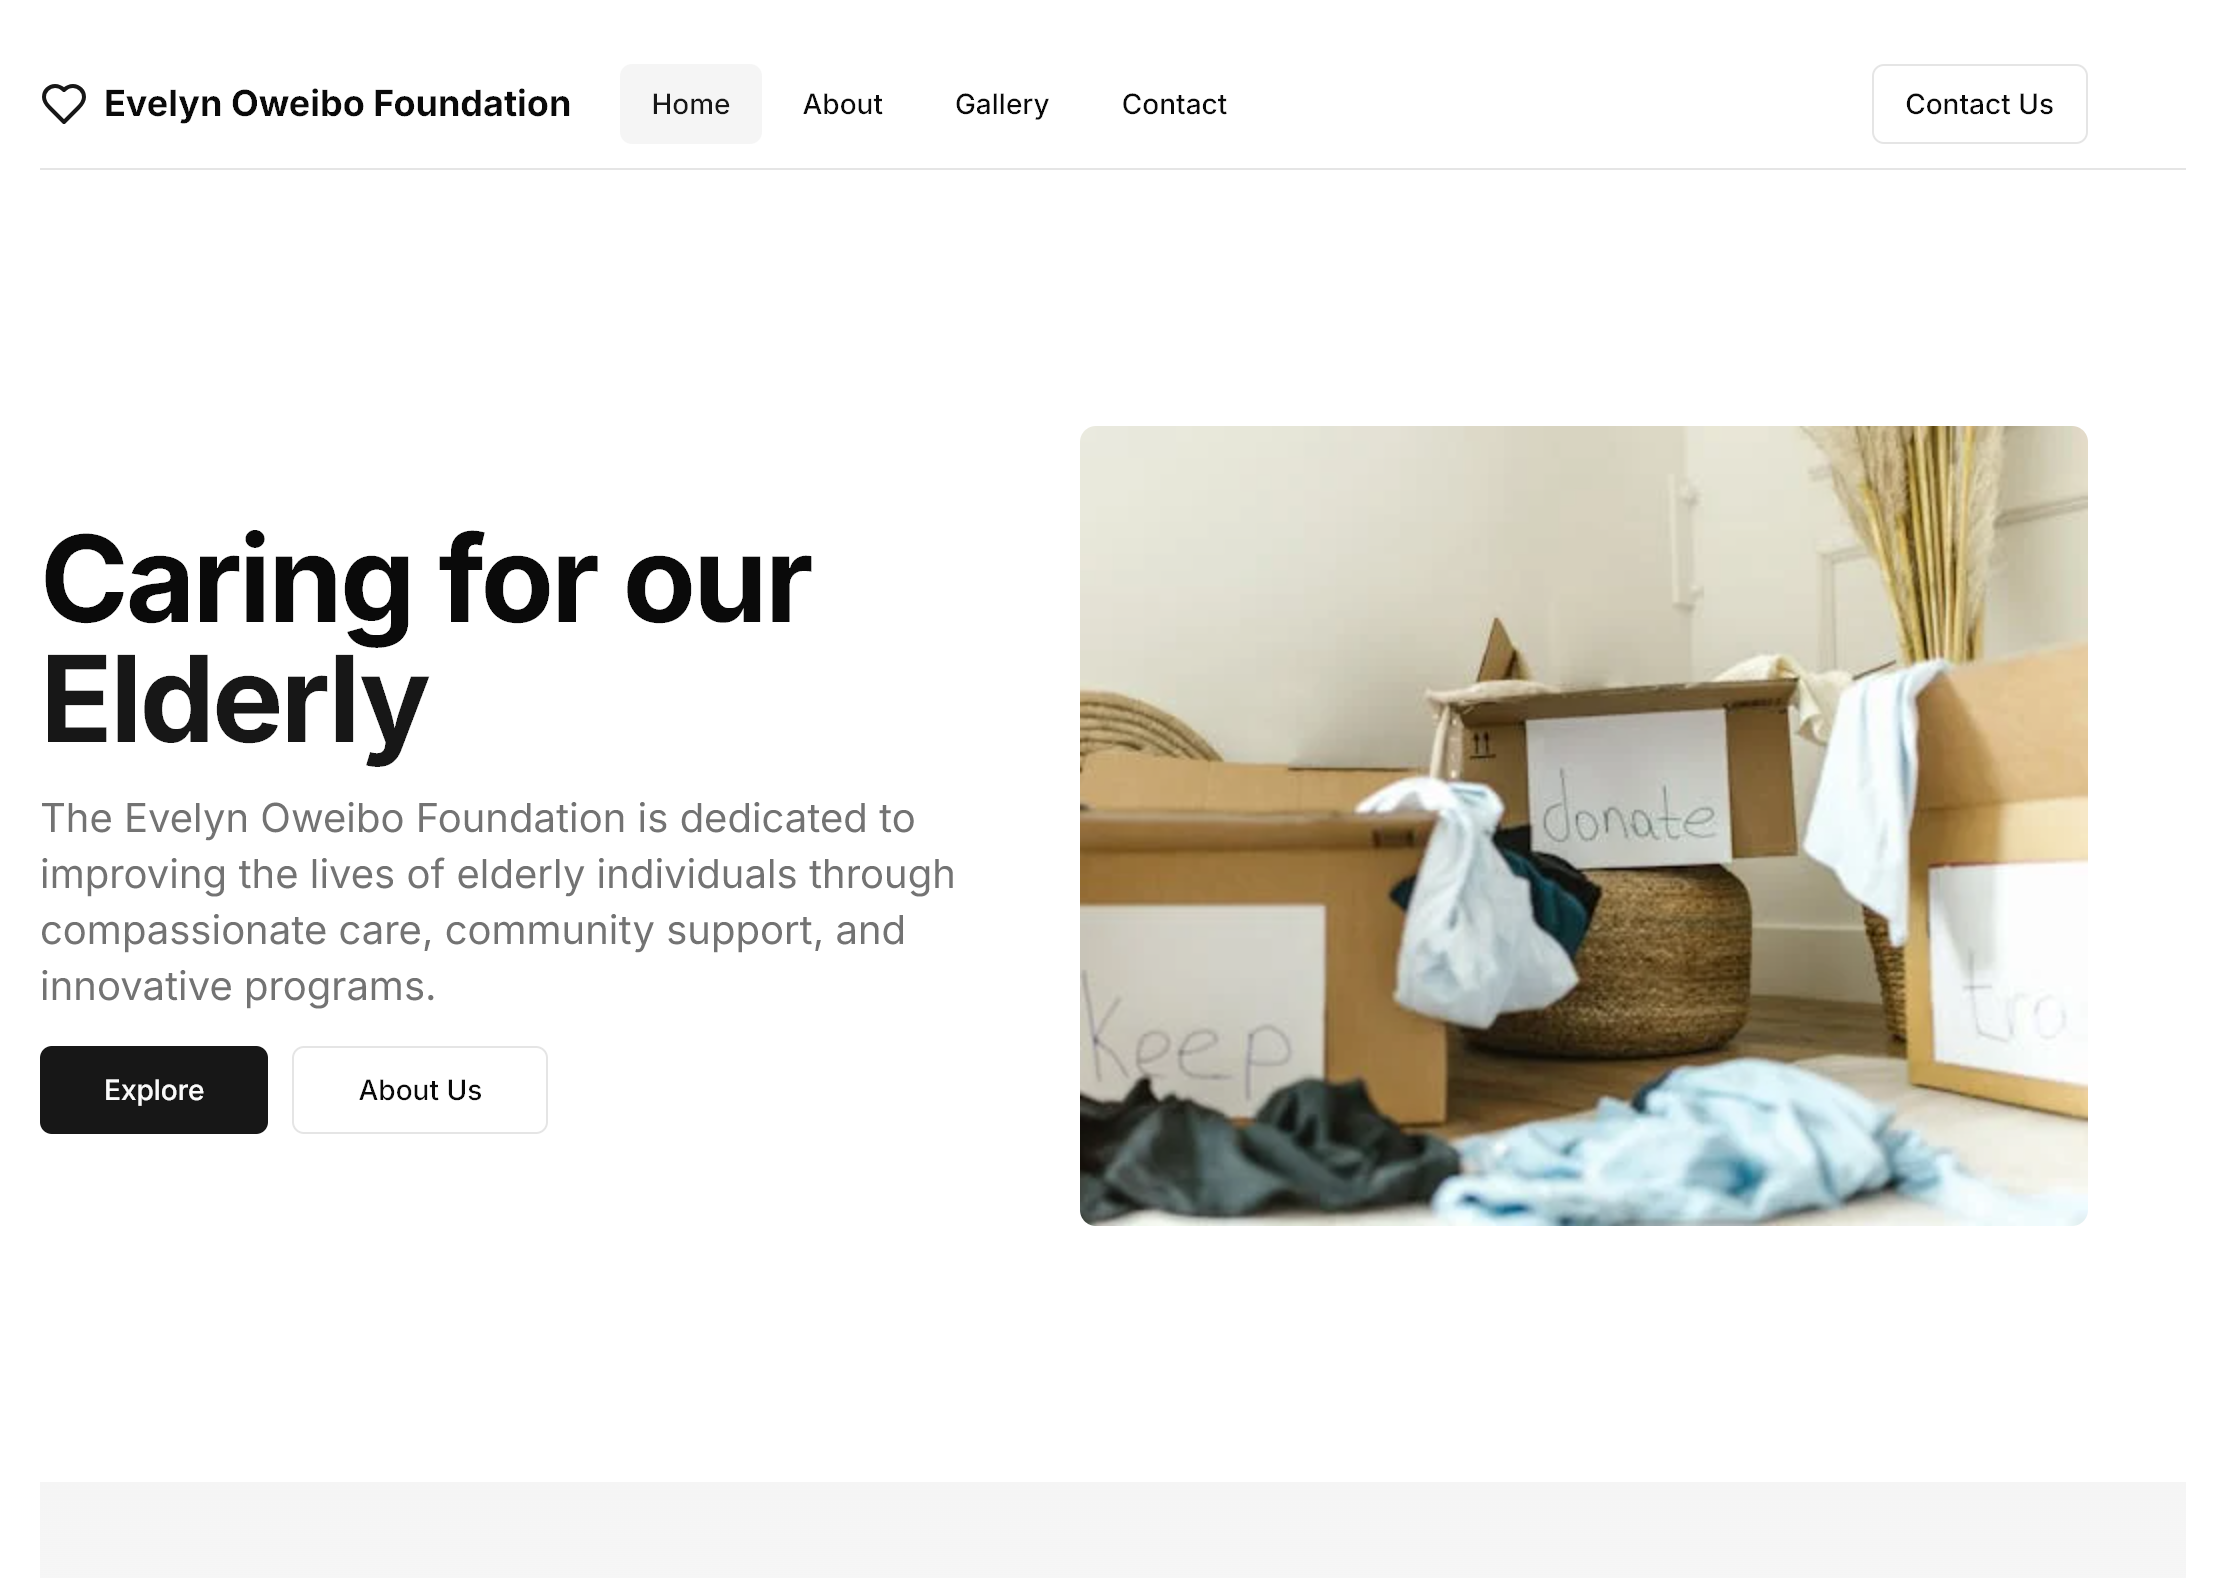 Evelyn Oweibo Foundation
Home
About
Gallery
Contact
Contact Us
Caring for our
Elderly
The Evelyn Oweibo Foundation is dedicated to
improving the lives of elderly individuals through
compassionate care, community support, and
innovative programs.
Explore
About Us
donate
keep